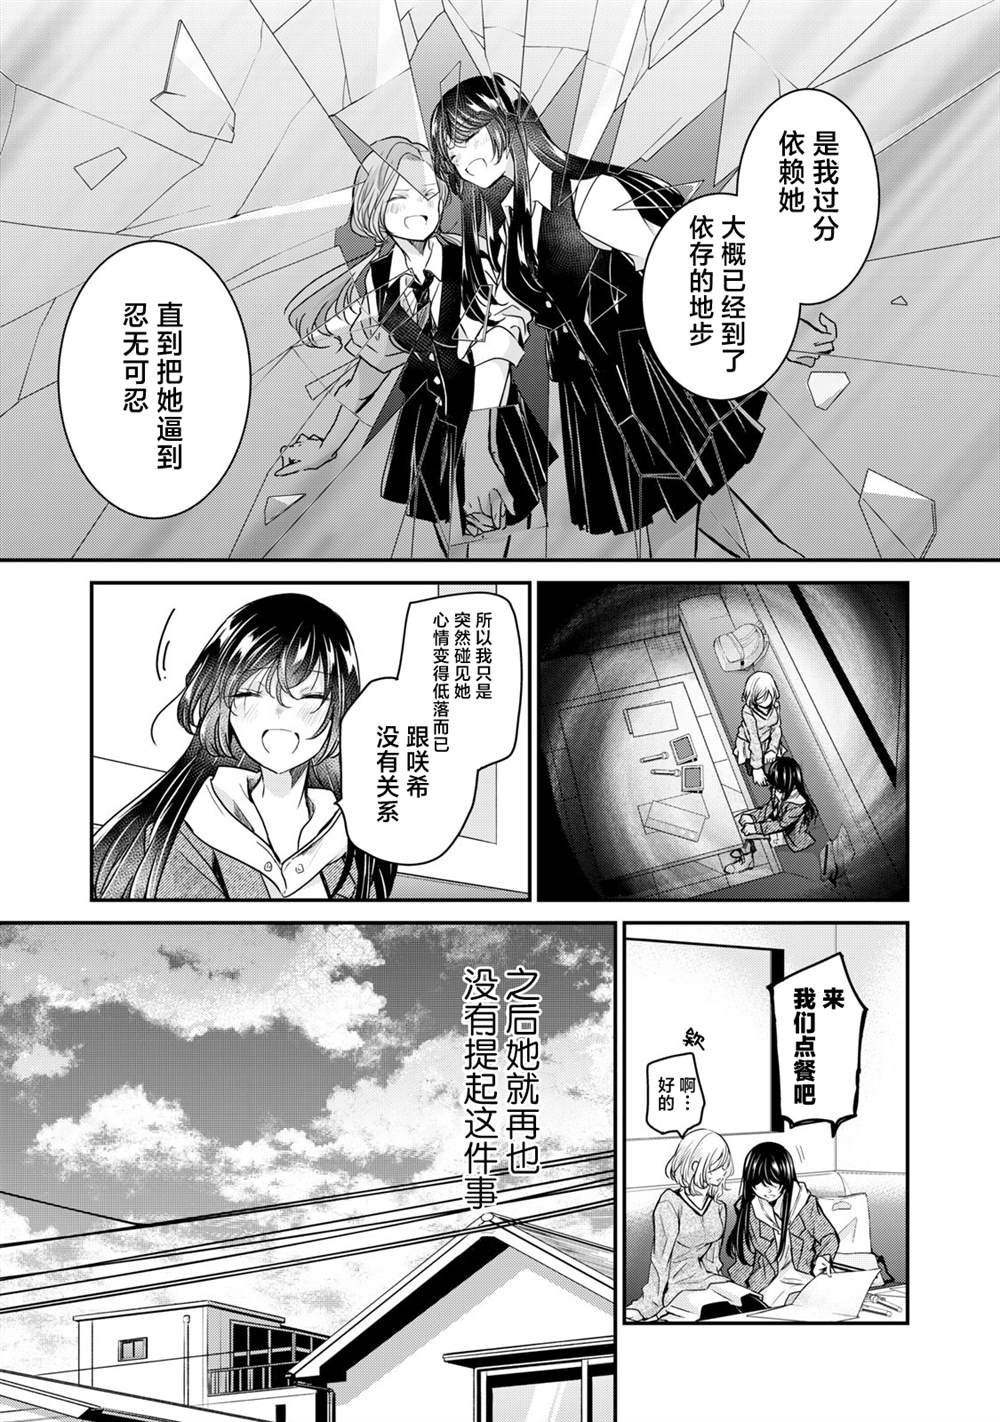 是我过分
依赖她
大概已经到了
依存的地步
直到把她逼到
忍无可忍
所以我只是
突然碰见她
心情变得低落而已
跟咲希
没有关系
来
我们点餐吧
欸
啊…
好的
之后她就再也
没有提起这件事